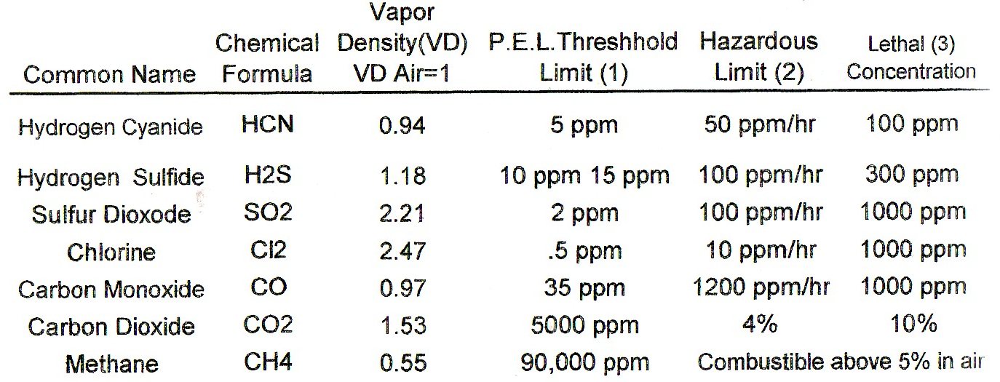 Vapor
Chemical Density(VD) P.E.L.Threshhold Hazardous Lethal (3)
Common Name Formula VD Air=1 Limit (1) Limit (2) Concentration
Hydrogen Cyanide HCN 0.94 5 ppm 50 ppm/hr 100 ppm
Hydrogen Sulfide H2S 1.18 10 ppm 15 ppm 100 ppm/hr 300 ppm
Sulfur Dioxode SO2 2.21 2 ppm 100 ppm/hr 1000 ppm
Chlorine Cl2 2.47 .5 ppm 10 ppm/hr 1000 ppm
Carbon Monoxide CO 0.97 35 ppm 1200 ppm/hr 1000 ppm
Carbon Dioxide CO2 1.53 5000 ppm 4% 10%
Methane CH4 0.55 90,000 ppm Combustible above 5% in air